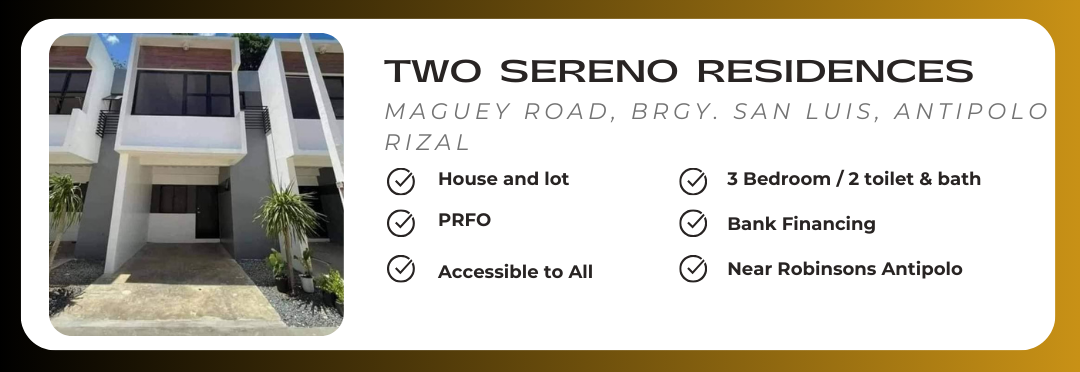 TWO SERENO RESIDENCES
MAGUEY ROAD, BRGY. SAN LUIS, ANTIPOLO
RIZAL
House and lot
PRFO
Accessible to All
3 Bedroom / 2 toilet & bath
Bank Financing
Near Robinsons Antipolo